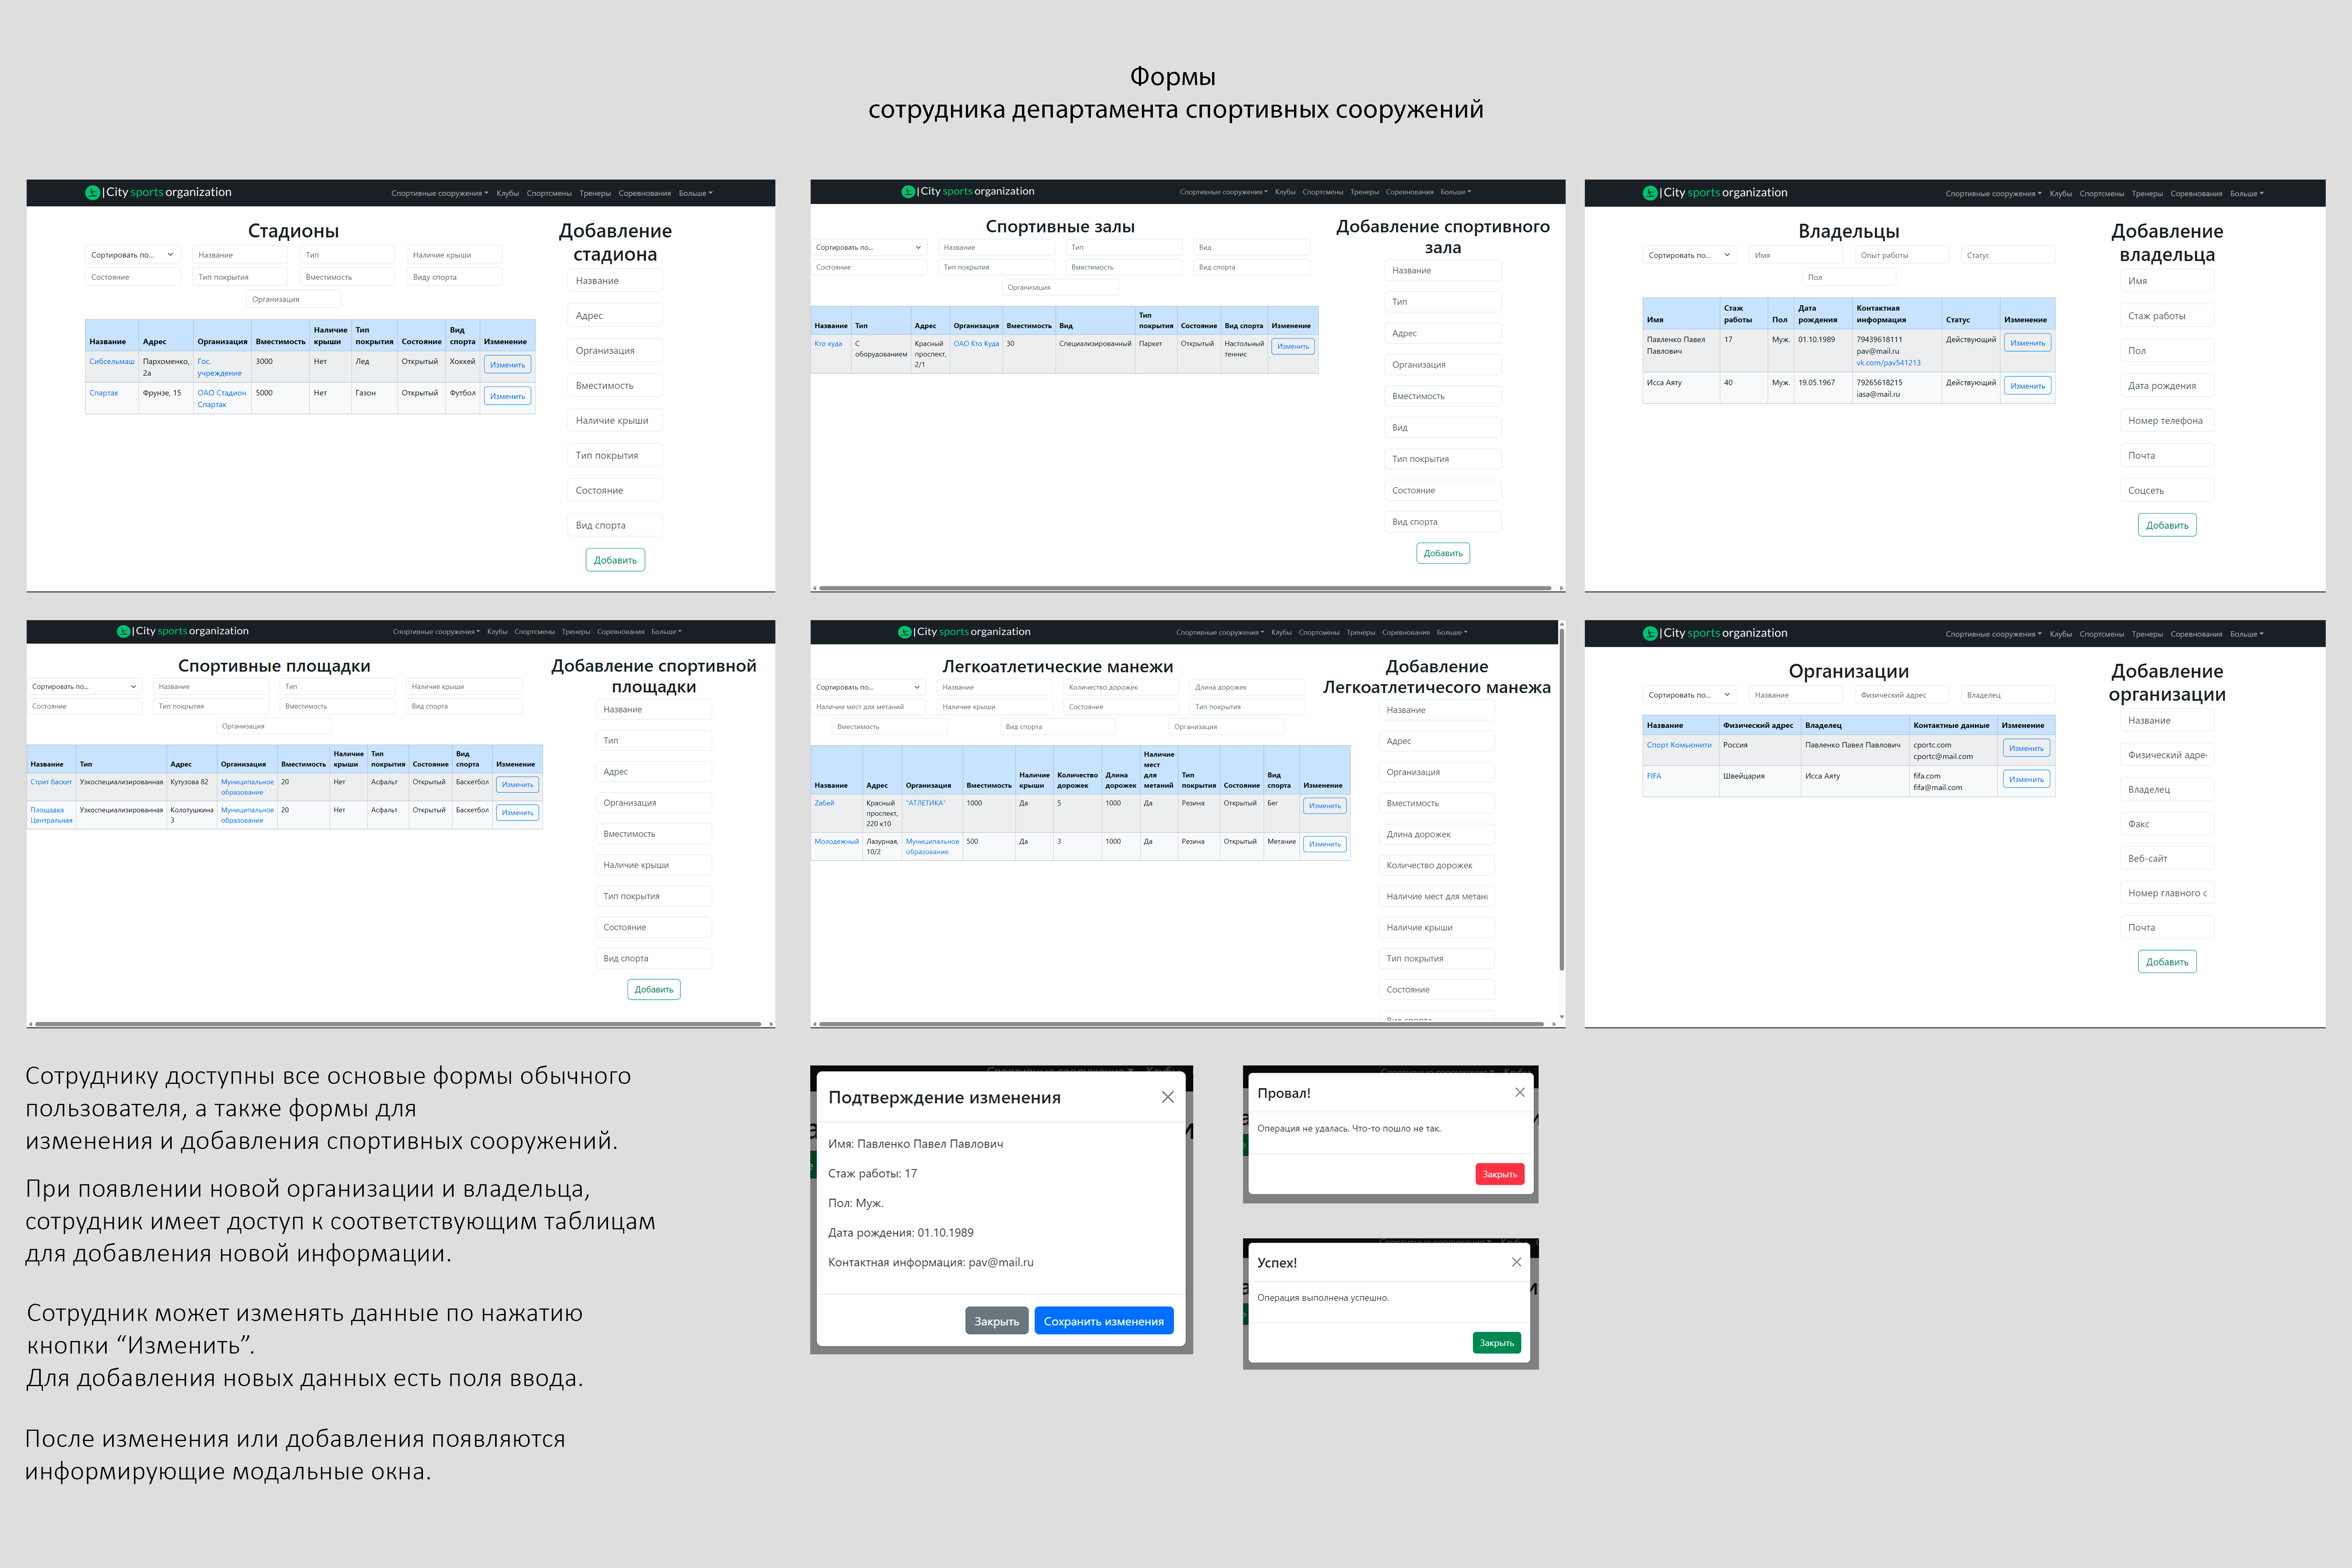 Формы
сотрудника департамента спортивных сооружений
City sports organization
Спортивные сооружения Клубы Спортсмены Тренеры Соревнования Больше
Стадионы
Сортировать по... Название Тип Наличие крыши
Состояние Тип покрытия Вместимость Виду спорта
Организация
Название Адрес Организация Вместимость Наличие крыши Тип покрытия Состояние Вид спорта Изменение
Сибсельмаш Пархоменко, 2а Гос. учреждение 3000 Нет Лед Открытый Хоккей Изменить
Спартак Фрунзе, 15 ОАО Стадион Спартак 5000 Нет Газон Открытый Футбол Изменить
Добавление
стадиона
Название
Адрес
Организация
Вместимость
Наличие крыши
Тип покрытия
Состояние
Вид спорта
Добавить
City sports organization
Спортивные сооружения Клубы Спортсмены Тренеры Соревнования Больше
Спортивные залы
Сортировать по... Название Тип Вид
Состояние Тип покрытия Вместимость Вид спорта
Организация
Название Тип Адрес Организация Вместимость Вид Тип покрытия Состояние Вид спорта Изменение
Кто куда С оборудованием Красный проспект, 2/1 ОАО Кто Куда 30 Специализированный Паркет Открытый Настольный теннис Изменить
Добавление спортивного
зала
Название
Тип
Адрес
Организация
Вместимость
Вид
Тип покрытия
Состояние
Вид спорта
Добавить
City sports organization
Спортивные сооружения Клубы Спортсмены Тренеры Соревнования Больше
Владельцы
Сортировать по... Имя Опыт работы Статус
Пол
Имя Стаж работы Пол Дата рождения Контактная информация Статус Изменение
Павленко Павел Павлович 17 Муж. 01.10.1989 79439618111 pav@mail.ru vk.com/pav541213 Действующий Изменить
Исса Аяту 40 Муж. 19.05.1967 79265618215 iasa@mail.ru Действующий Изменить
Добавление
владельца
Имя
Стаж работы
Пол
Дата рождения
Номер телефона
Почта
Соцсеть
Добавить
City sports organization
Спортивные сооружения Клубы Спортсмены Тренеры Соревнования Больше
Спортивные площадки
Сортировать по... Название Тип Наличие крыши
Состояние Тип покрытия Вместимость Вид спорта
Организация
Название Тип Адрес Организация Вместимость Наличие крыши Тип покрытия Состояние Вид спорта Изменение
Стрит баскет Узкоспециализированная Кутузова 82 Муниципальное образование 20 Нет Асфальт Открытый Баскетбол Изменить
Площадка Центральная Узкоспециализированная Колотушкина 3 Муниципальное образование 20 Нет Асфальт Открытый Баскетбол Изменить
Добавление спортивной
площадки
Название
Тип
Адрес
Организация
Вместимость
Наличие крыши
Тип покрытия
Состояние
Вид спорта
Добавить
City sports organization
Спортивные сооружения Клубы Спортсмены Тренеры Соревнования Больше
Легкоатлетические манежи
Сортировать по... Название Количество дорожек Длина дорожек
Наличие мест для метаний Наличие крыши Состояние Тип покрытия
Вместимость Вид спорта Организация
Название Адрес Организация Вместимость Наличие крыши Количество дорожек Длина дорожек Наличие мест для метаний Тип покрытия Состояние Вид спорта Изменение
Zабей Красный проспект, 220 к10 "АТЛЕТИКА" 1000 Да 5 1000 Да Резина Открытый Бег Изменить
Молодежный Лазурная, 10/2 Муниципальное образование 500 Да 3 1000 Да Резина Открытый Метание Изменить
Добавление
Легкоатлетичесого манежа
Название
Адрес
Организация
Вместимость
Длина дорожек
Количество дорожек
Наличие мест для метани
Наличие крыши
Тип покрытия
Состояние
Вид спорта
City sports organization
Спортивные сооружения Клубы Спортсмены Тренеры Соревнования Больше
Организации
Сортировать по... Название Физический адрес Владелец
Название Физический адрес Владелец Контактные данные Изменение
Спорт Комьюнити Россия Павленко Павел Павлович cportc.com cportc@mail.com Изменить
FIFA Швейцария Исса Аяту fifa.com fifa@mail.com Изменить
Добавление
организации
Название
Физический адре
Владелец
Факс
Веб-сайт
Номер главного о
Почта
Добавить
Сотруднику доступны все основые формы обычного
пользователя, а также формы для
изменения и добавления спортивных сооружений.
При появлении новой организации и владельца,
сотрудник имеет доступ к соответствующим таблицам
для добавления новой информации.
Сотрудник может изменять данные по нажатию
кнопки “Изменить”.
Для добавления новых данных есть поля ввода.
После изменения или добавления появляются
информирующие модальные окна.
Подтверждение изменения
Имя: Павленко Павел Павлович
Стаж работы: 17
Пол: Муж.
Дата рождения: 01.10.1989
Контактная информация: pav@mail.ru
Закрыть Сохранить изменения
Провал!
Операция не удалась. Что-то пошло не так.
Закрыть
Успех!
Операция выполнена успешно.
Закрыть